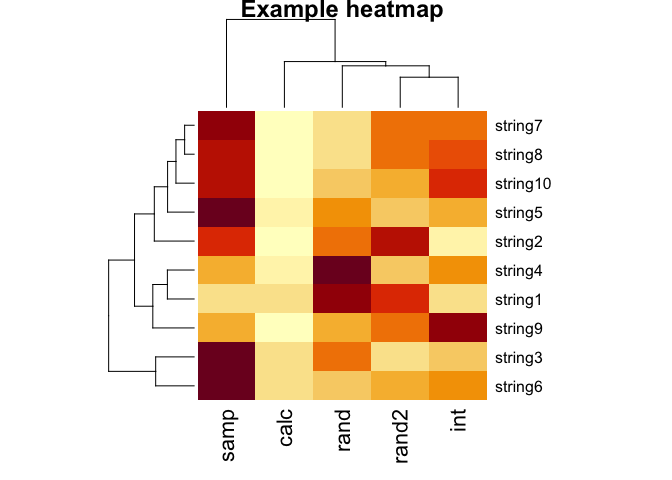 Example heatmap
string7
string8
string10
string5
string2
string4
string1
string9
string3
string6
samp
calc
rand
rand2
int